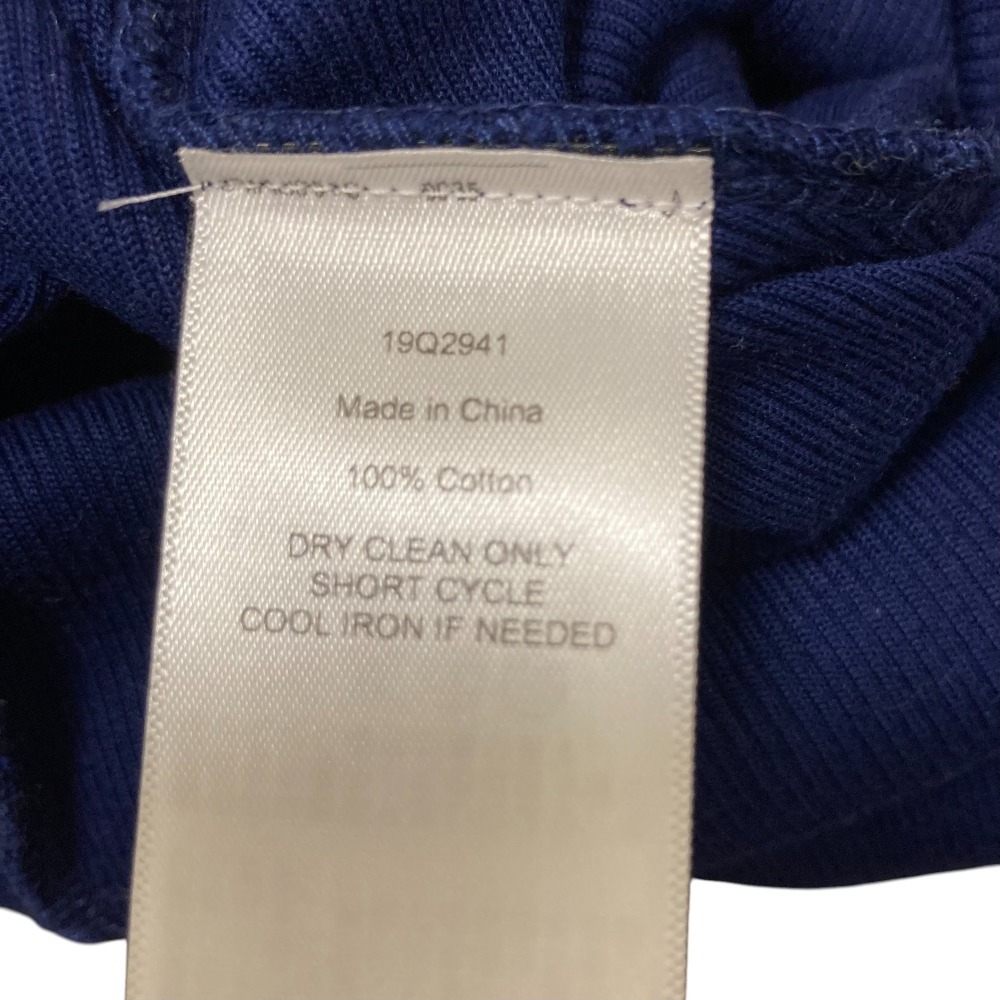 19Q2941
Made in China
100% Cotton
DRY CLEAN ONLY
SHORT CYCLE
COOL IRON IF NEEDED